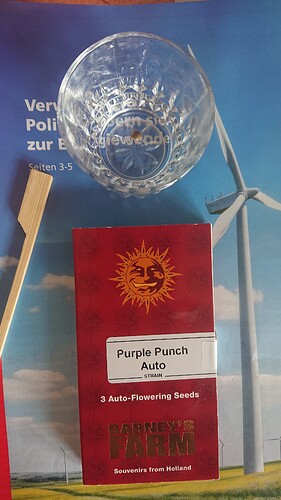 Verw
Poli
zur E
giewende
Seiten 3-5
Purple Punch
Auto
STRAIN
3 Auto-Flowering Seeds
BARNEY'S
FARM
Souvenirs from Holland